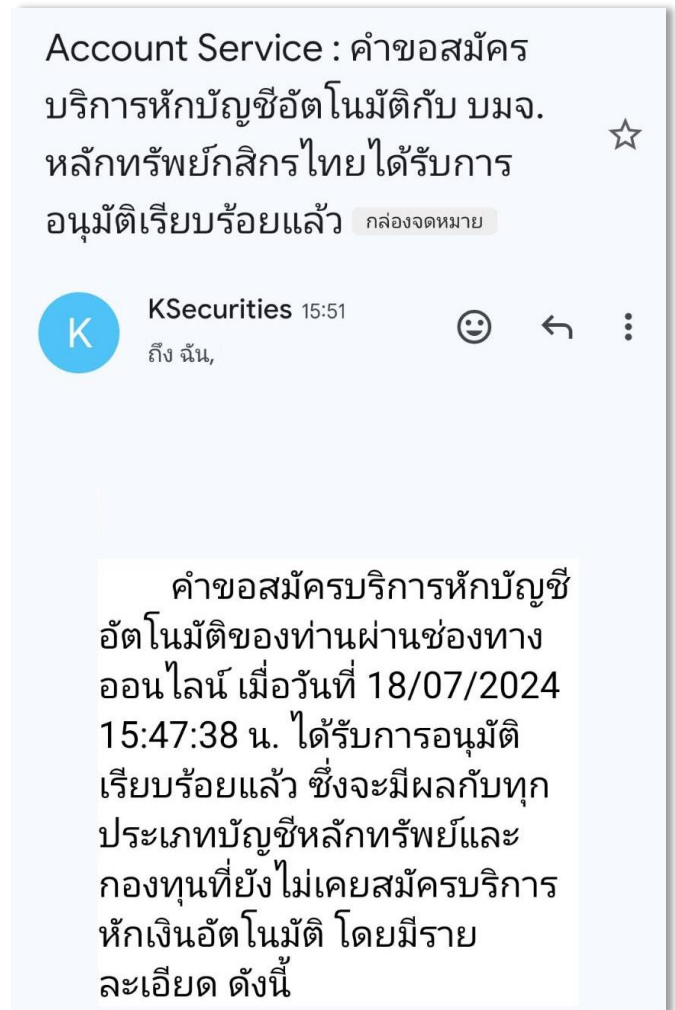 Account Service : คำขอสมัคร
บริการหักบัญชีอัตโนมัติกับ บมจ.
หลักทรัพย์กสิกรไทยได้รับการ
อนุมัติเรียบร้อยแล้ว กล่องจดหมาย
K
KSecurities 15:51
ถึง ฉัน,
คำขอสมัครบริการหักบัญชี
อัตโนมัติของท่านผ่านช่องทาง
ออนไลน์ เมื่อวันที่ 18/07/2024
15:47:38 น. ได้รับการอนุมัติ
เรียบร้อยแล้ว ซึ่งจะมีผลกับทุก
ประเภทบัญชีหลักทรัพย์และ
กองทุนที่ยังไม่เคยสมัครบริการ
หักเงินอัตโนมัติ โดยมีราย
ละเอียด ดังนี้